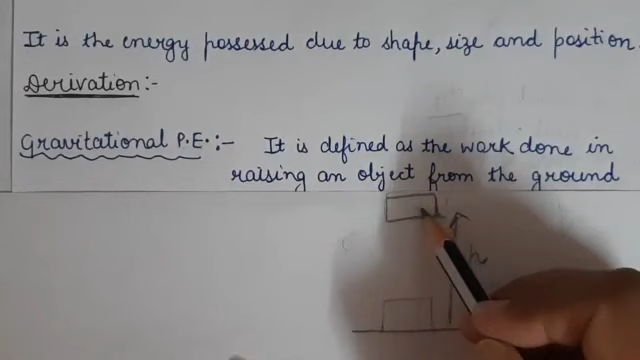 It is the energy possessed due to shape, size and position.
Derivation:-
Gravitational P.E.:- It is defined as the work done in
raising an object from the ground
h